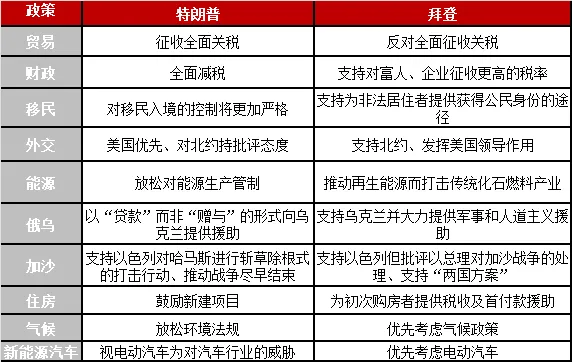 政策 特朗普 拜登
贸易 征收全面关税 反对全面征收关税
财政 全面减税 支持对富人、企业征收更高的税率
移民 对移民入境的控制将更加严格 支持为非法居住者提供获得公民身份的途
径
外交 美国优先、对北约持批评态度 支持北约、发挥美国领导作用
能源 放松对能源生产管制 推动再生能源而打击传统化石燃料产业
俄乌 以“贷款”而非“赠与”的形式向乌
克兰提供援助 支持乌克兰并大力提供军事和人道主义援
助
加沙 支持以色列对哈马斯进行斩草除根式
的打击行动、推动战争尽早结束 支持以色列但批评以总理对加沙战争的处
理、支持“两国方案”
住房 鼓励新建项目 为初次购房者提供税收及首付款援助
气候 放松环境法规 优先考虑气候政策
新能源汽车 视电动汽车为对汽车行业的威胁 优先考虑电动汽车